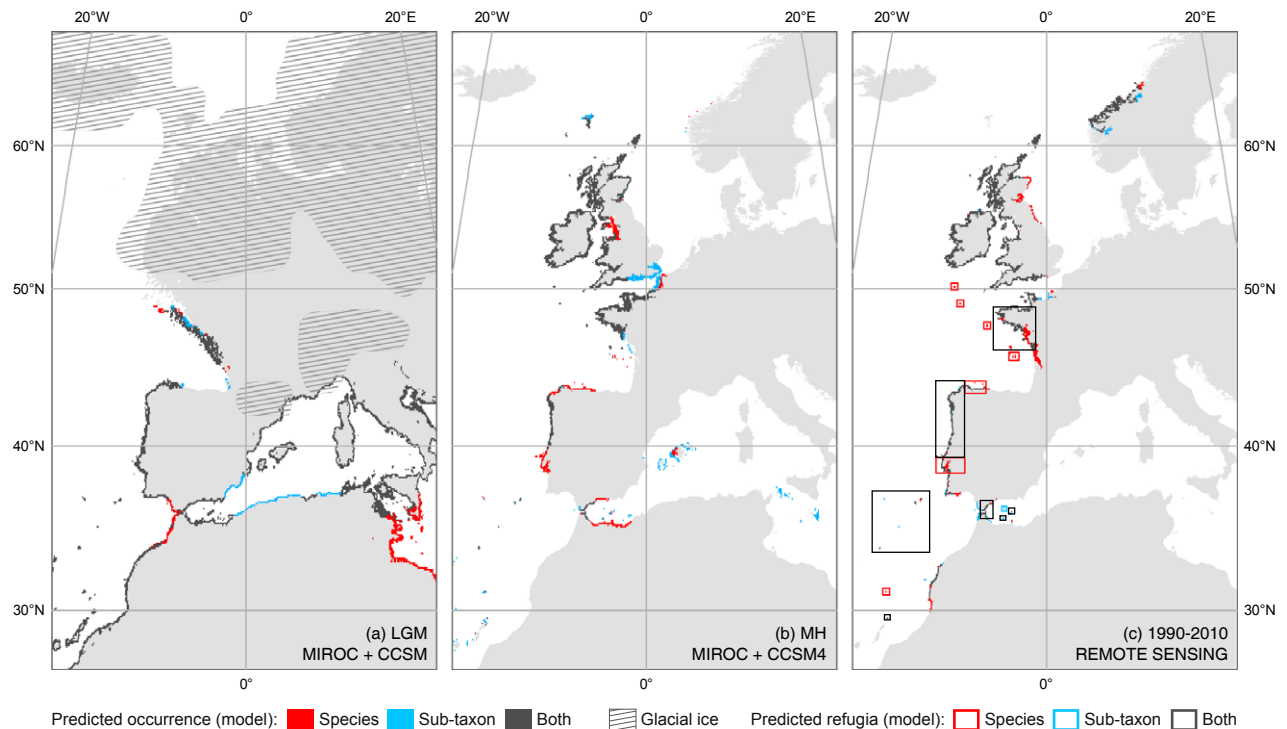 20°W 0° 20°E 20°W 0° 20°E 20°W 0° 20°E
60°N 60°N
50°N 50°N
40°N 40°N
30°N 30°N
(a) LGM
MIROC + CCSM
(b) MH
MIROC + CCSM4
(c) 1990-2010
REMOTE SENSING
0° 0° 0°
Predicted occurrence (model): Species Sub-taxon Both Glacial ice Predicted refugia (model): Species Sub-taxon Both